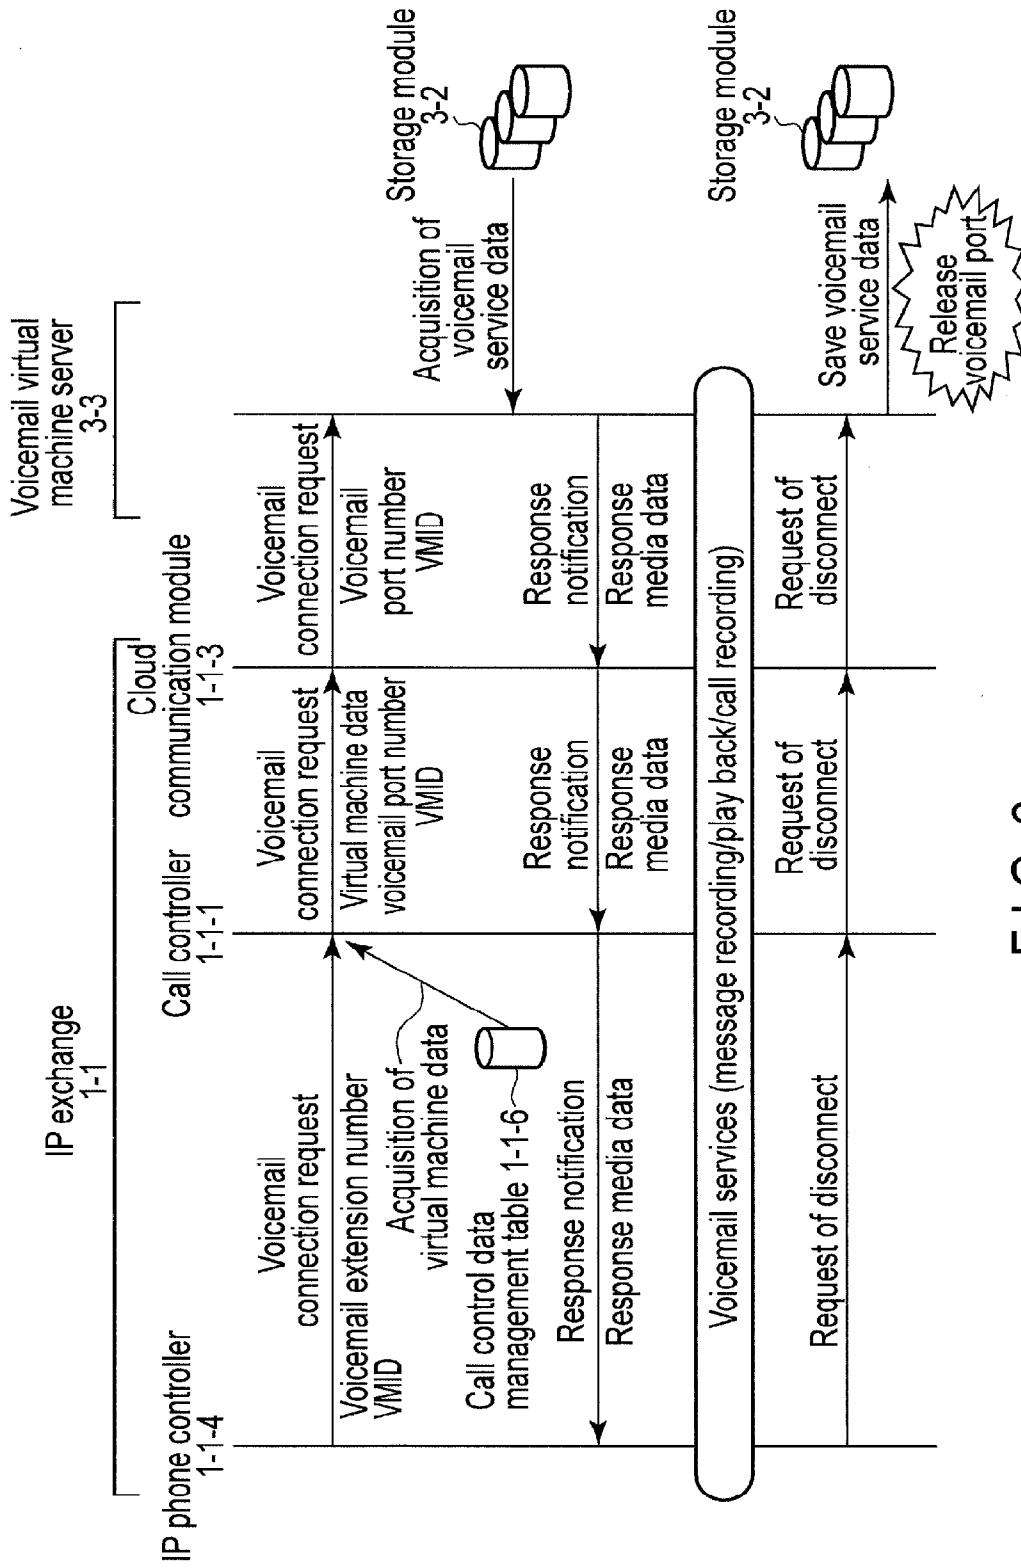 IP exchange
1-1
Voicemail virtual
machine server
3-3
IP phone controller
1-1-4
Call controller
1-1-1
Cloud
communication module
1-1-3
Voicemail
connection request
Voicemail extension number
VMID
Voicemail
connection request
Virtual machine data
voicemail port number
VMID
Voicemail
connection request
Voicemail
port number
VMID
Acquisition of
virtual machine data
Call control data
management table 1-1-6
Acquisition of
voicemail
service data
Storage module
3-2
Response notification
Response media data
Response
notification
Response
media data
Response
notification
Response
media data
Voicemail services (message recording/play back/call recording)
Storage module
3-2
Request of disconnect
Request of
disconnect
Request of
disconnect
Save voicemail
service data
Release
voicemail port